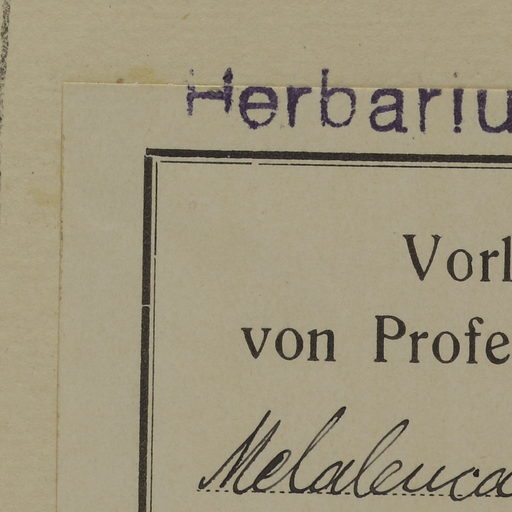 Herbariu
Vorl
von Profe
Melaleuca